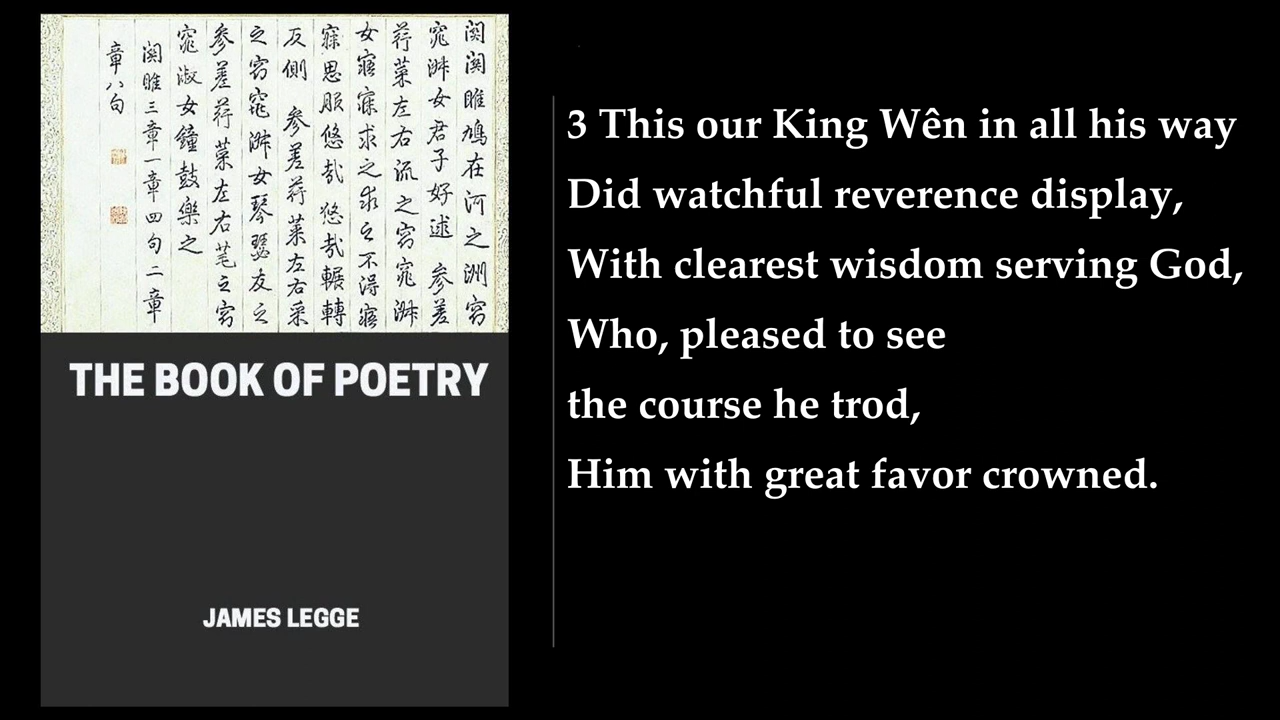 関関雎鳩在河之洲窈
窕淑女君子好逑 参差
荇菜左右流之窈窕淑
女寤寐求之求之不得寤
寐思服悠哉悠哉輾轉
反側 参差荇菜左右采
之窈窕淑女琴瑟友之
参差荇菜左右芼之窈
窕淑女鐘鼓樂之
関雎三章一章四句二章
章八句
THE BOOK OF POETRY
JAMES LEGGE
3 This our King Wên in all his way
Did watchful reverence display,
With clearest wisdom serving God,
Who, pleased to see
the course he trod,
Him with great favor crowned.